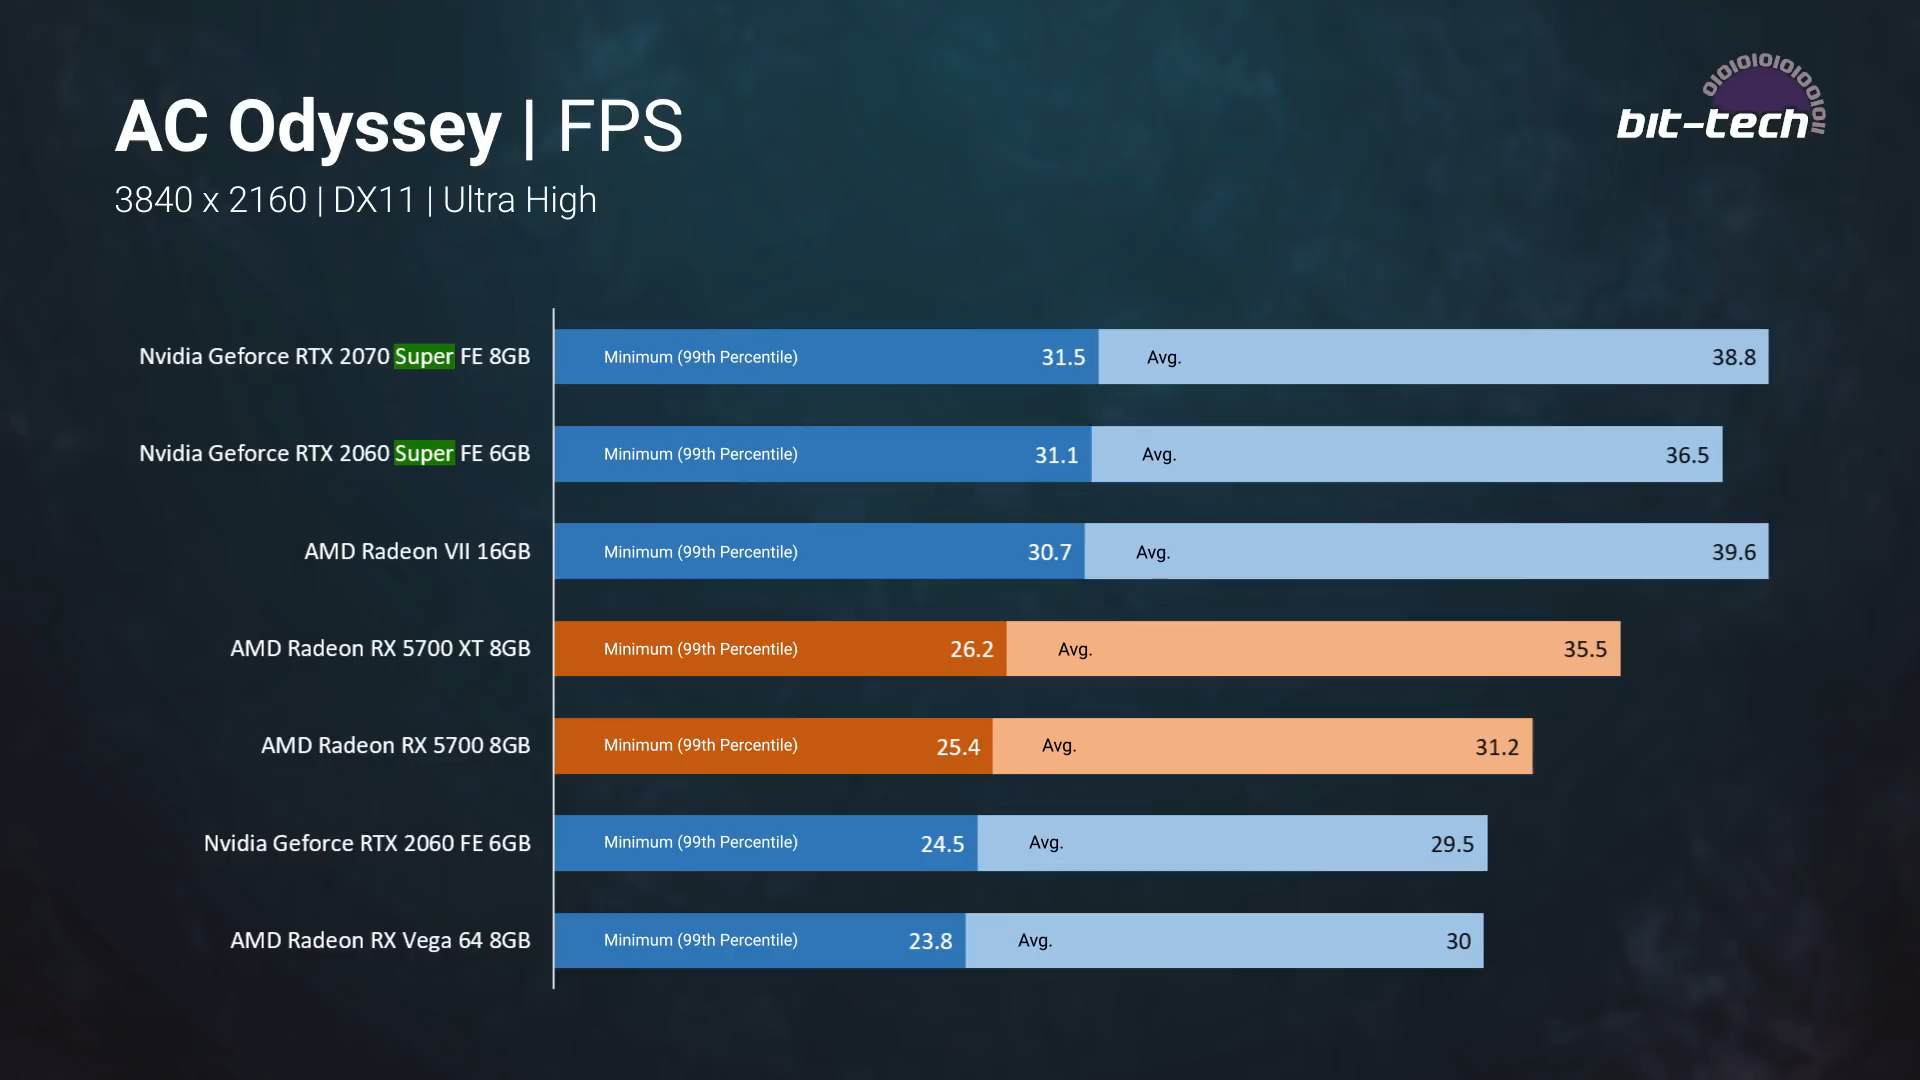 AC Odyssey | FPS
3840 x 2160 | DX11 | Ultra High
bit-tech
Nvidia Geforce RTX 2070 Super FE 8GB Minimum (99th Percentile) 31.5 Avg. 38.8
Nvidia Geforce RTX 2060 Super FE 6GB Minimum (99th Percentile) 31.1 Avg. 36.5
AMD Radeon VII 16GB Minimum (99th Percentile) 30.7 Avg. 39.6
AMD Radeon RX 5700 XT 8GB Minimum (99th Percentile) 26.2 Avg. 35.5
AMD Radeon RX 5700 8GB Minimum (99th Percentile) 25.4 Avg. 31.2
Nvidia Geforce RTX 2060 FE 6GB Minimum (99th Percentile) 24.5 Avg. 29.5
AMD Radeon RX Vega 64 8GB Minimum (99th Percentile) 23.8 Avg. 30